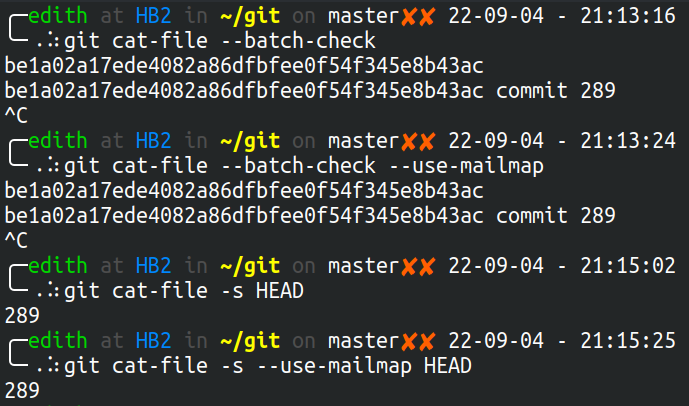 edith at HB2 in ~/git on master✘✘ 22-09-04 - 21:13:16
git cat-file --batch-check
be1a02a17ede4082a86dfbfee0f54f345e8b43ac
be1a02a17ede4082a86dfbfee0f54f345e8b43ac commit 289
^C
edith at HB2 in ~/git on master✘✘ 22-09-04 - 21:13:24
git cat-file --batch-check --use-mailmap
be1a02a17ede4082a86dfbfee0f54f345e8b43ac
be1a02a17ede4082a86dfbfee0f54f345e8b43ac commit 289
^C
edith at HB2 in ~/git on master✘✘ 22-09-04 - 21:15:02
git cat-file -s HEAD
289
edith at HB2 in ~/git on master✘✘ 22-09-04 - 21:15:25
git cat-file -s --use-mailmap HEAD
289